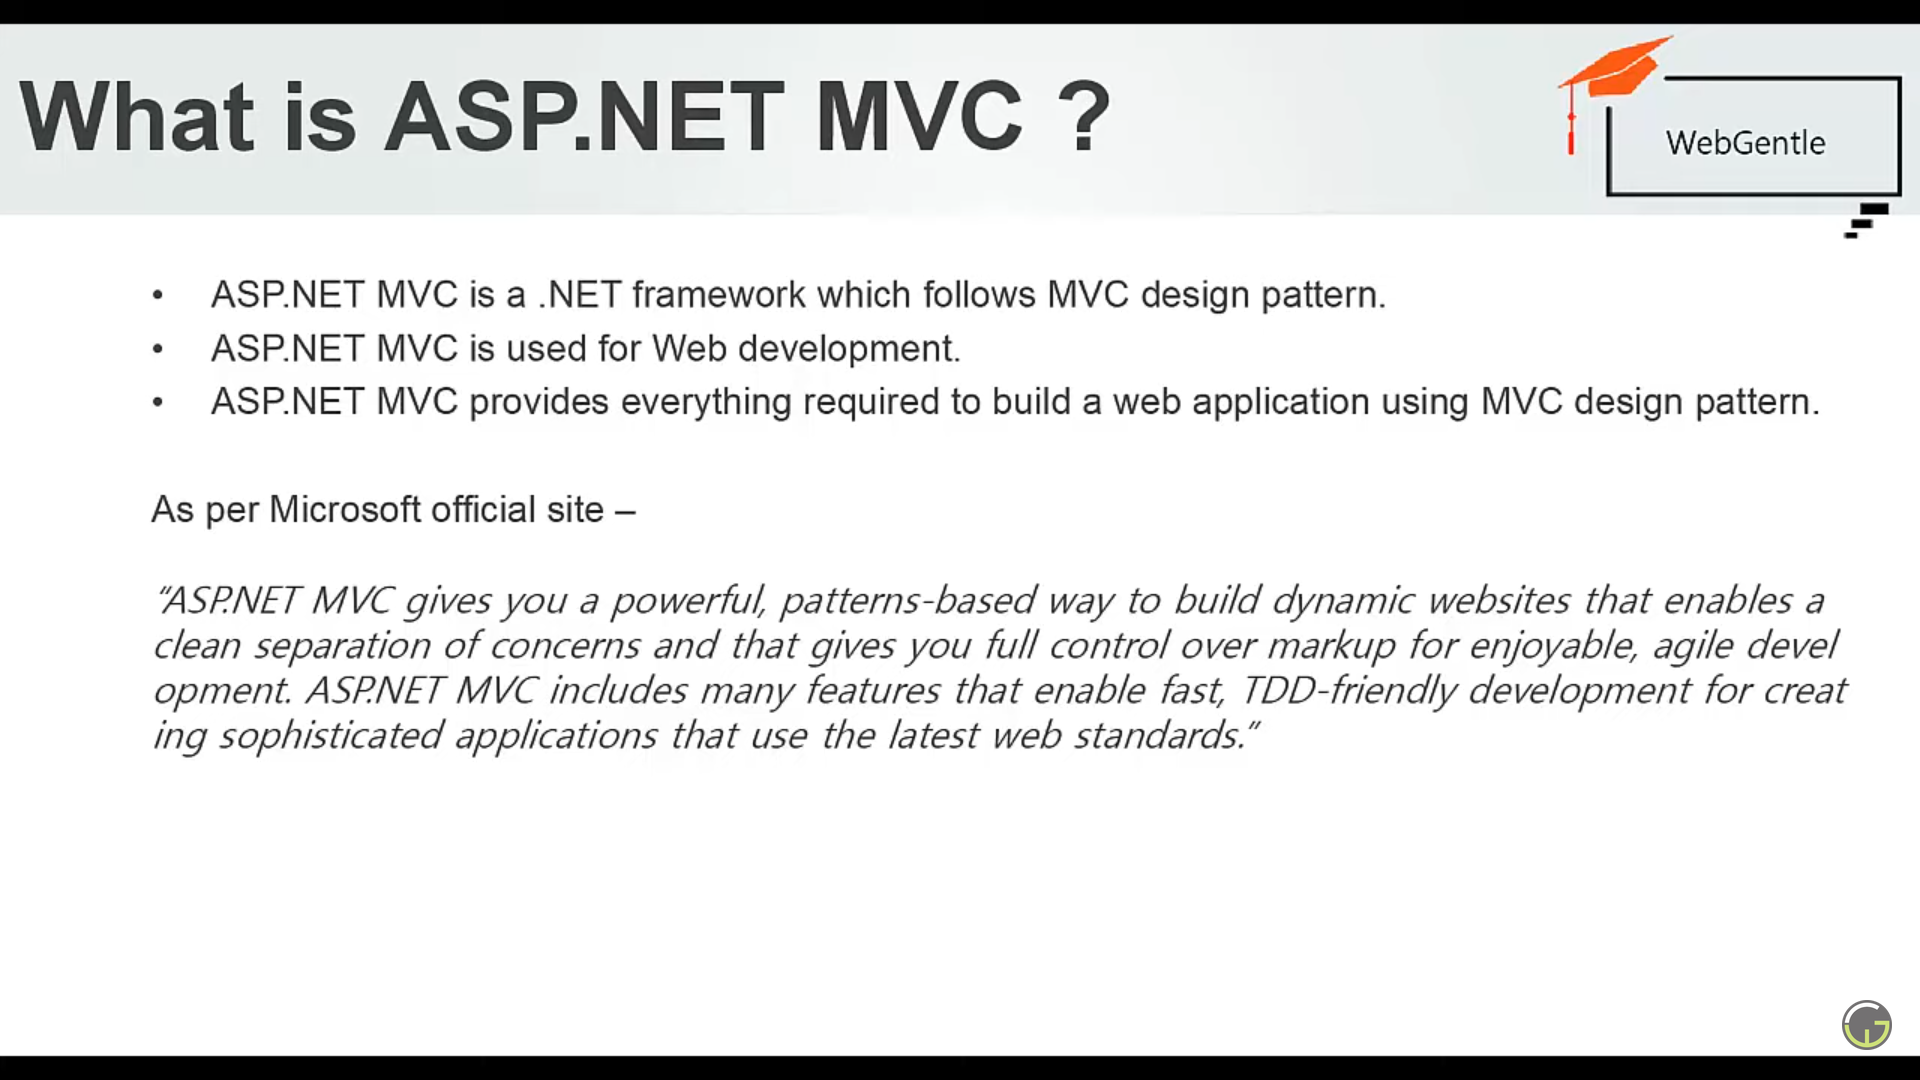 What is ASP.NET MVC ?
WebGentle
• ASP.NET MVC is a .NET framework which follows MVC design pattern.
• ASP.NET MVC is used for Web development.
• ASP.NET MVC provides everything required to build a web application using MVC design pattern.
As per Microsoft official site –
“ASP.NET MVC gives you a powerful, patterns-based way to build dynamic websites that enables a
clean separation of concerns and that gives you full control over markup for enjoyable, agile devel
opment. ASP.NET MVC includes many features that enable fast, TDD-friendly development for creat
ing sophisticated applications that use the latest web standards.”